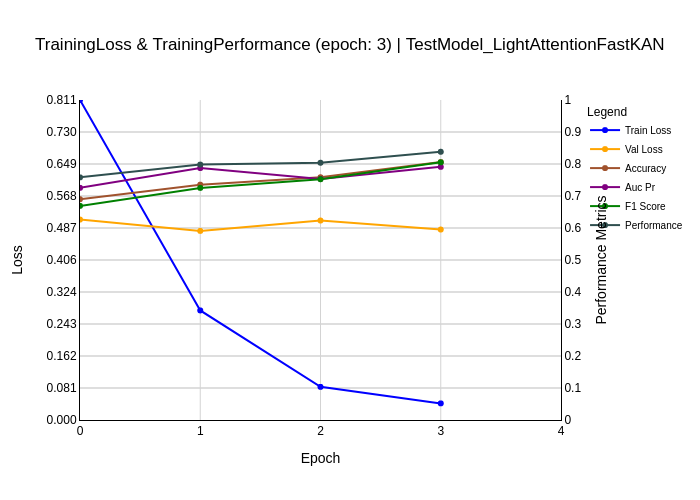 TrainingLoss & TrainingPerformance (epoch: 3) | TestModel_LightAttentionFastKAN
0.811
0.730
0.649
0.568
0.487
0.406
0.324
0.243
0.162
0.081
0.000
Loss
0
1
2
3
4
Epoch
1
0.9
0.8
0.7
0.6
0.5
0.4
0.3
0.2
0.1
0
Performance Metrics
Legend
Train Loss
Val Loss
Accuracy
Auc Pr
F1 Score
Performance